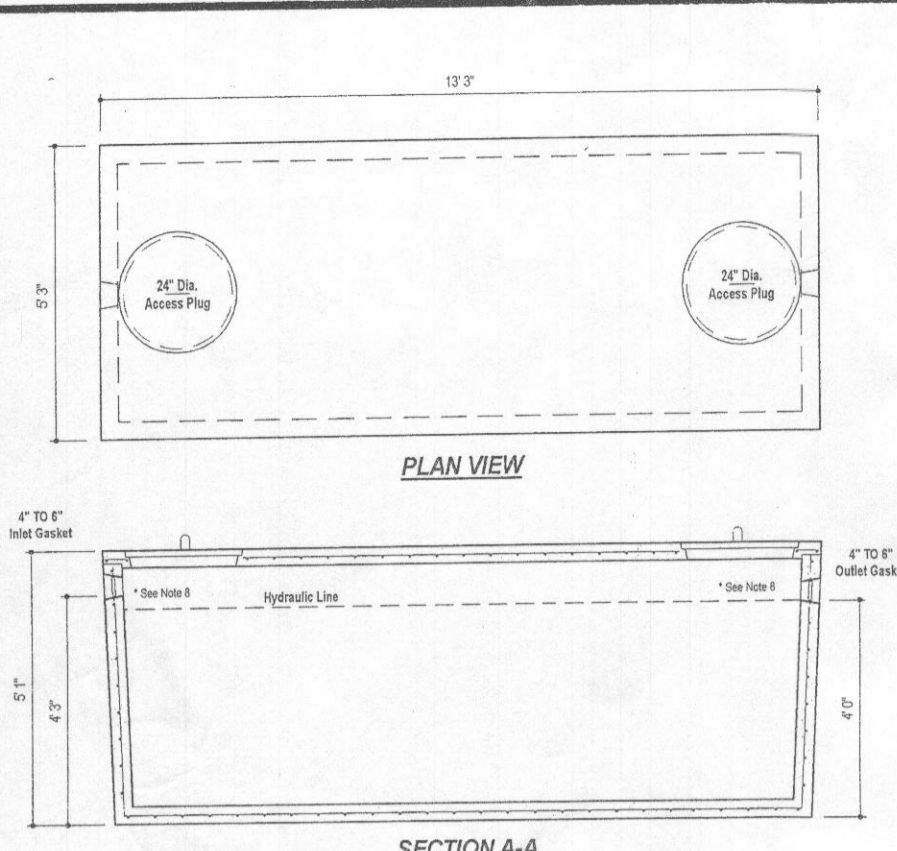 13' 3"
5' 3"
24" Dia.
Access Plug
24" Dia.
Access Plug
PLAN VIEW
4" TO 6"
Inlet Gasket
4" TO 6"
Outlet Gask
* See Note 8
Hydraulic Line
* See Note 8
5' 1"
4' 3"
4' 0"
SECTION A-A